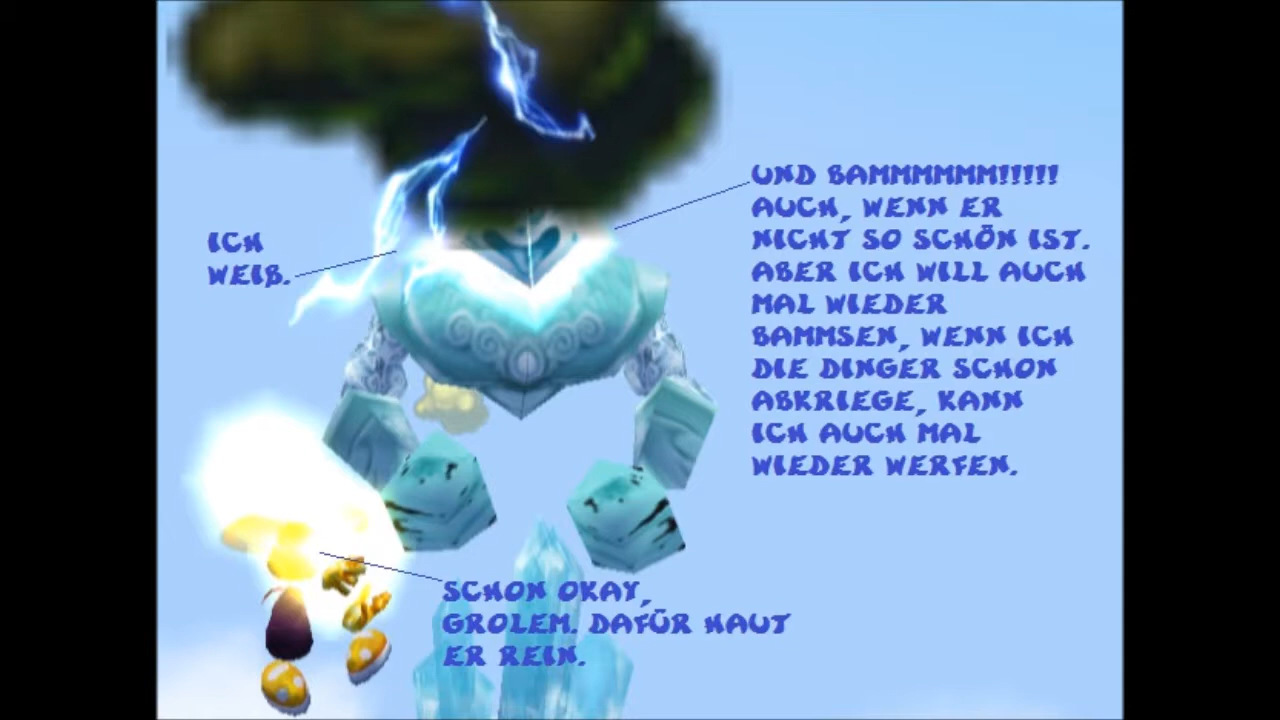 UND BAMMMMMM!!!!!
AUCH, WENN ER
NICHT SO SCHÖN IST.
ABER ICH WILL AUCH
MAL WIEDER
BAMMSEN, WENN ICH
DIE DINGER SCHON
ABKRIEGE, KANN
ICH AUCH MAL
WIEDER WERFEN.
ICH
WEIß.
SCHON OKAY,
GROLEM. DAFÜR HAUT
ER REIN.